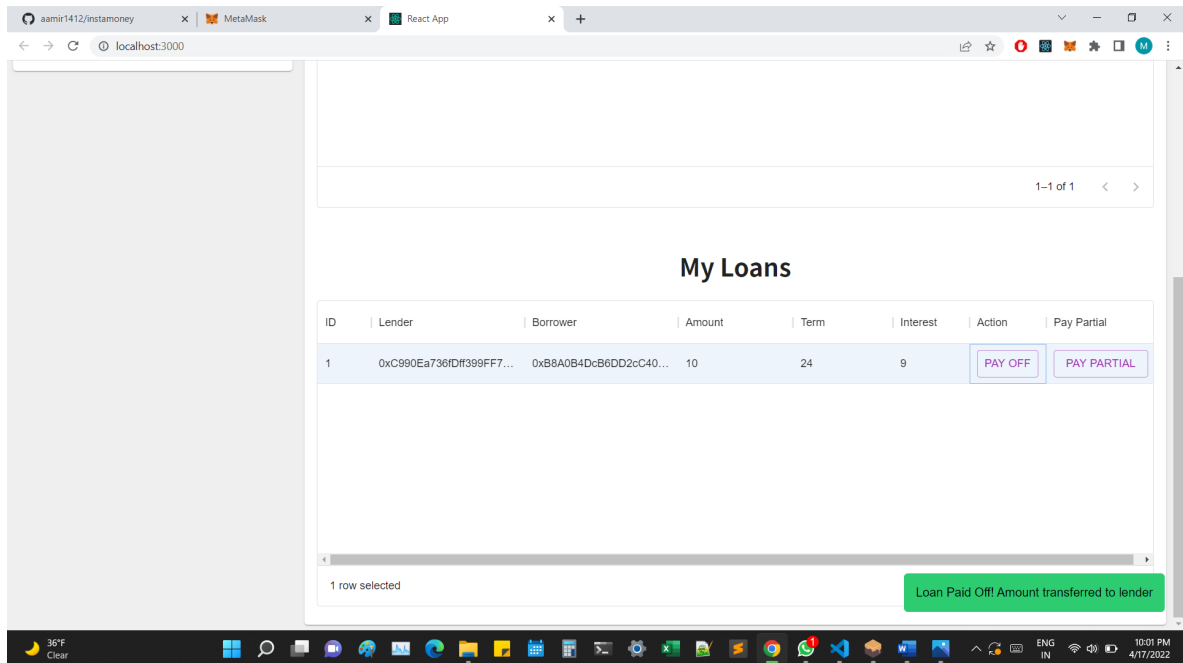 aamir1412/instamoney
MetaMask
React App
localhost:3000
M
1–1 of 1
My Loans
ID Lender Borrower Amount Term Interest Action Pay Partial
1 0xC990Ea736fDff399FF7... 0xB8A0B4DcB6DD2cC40... 10 24 9 PAY OFF PAY PARTIAL
1 row selected
Loan Paid Off! Amount transferred to lender
36°F
Clear
1
ENG
IN
10:01 PM
4/17/2022